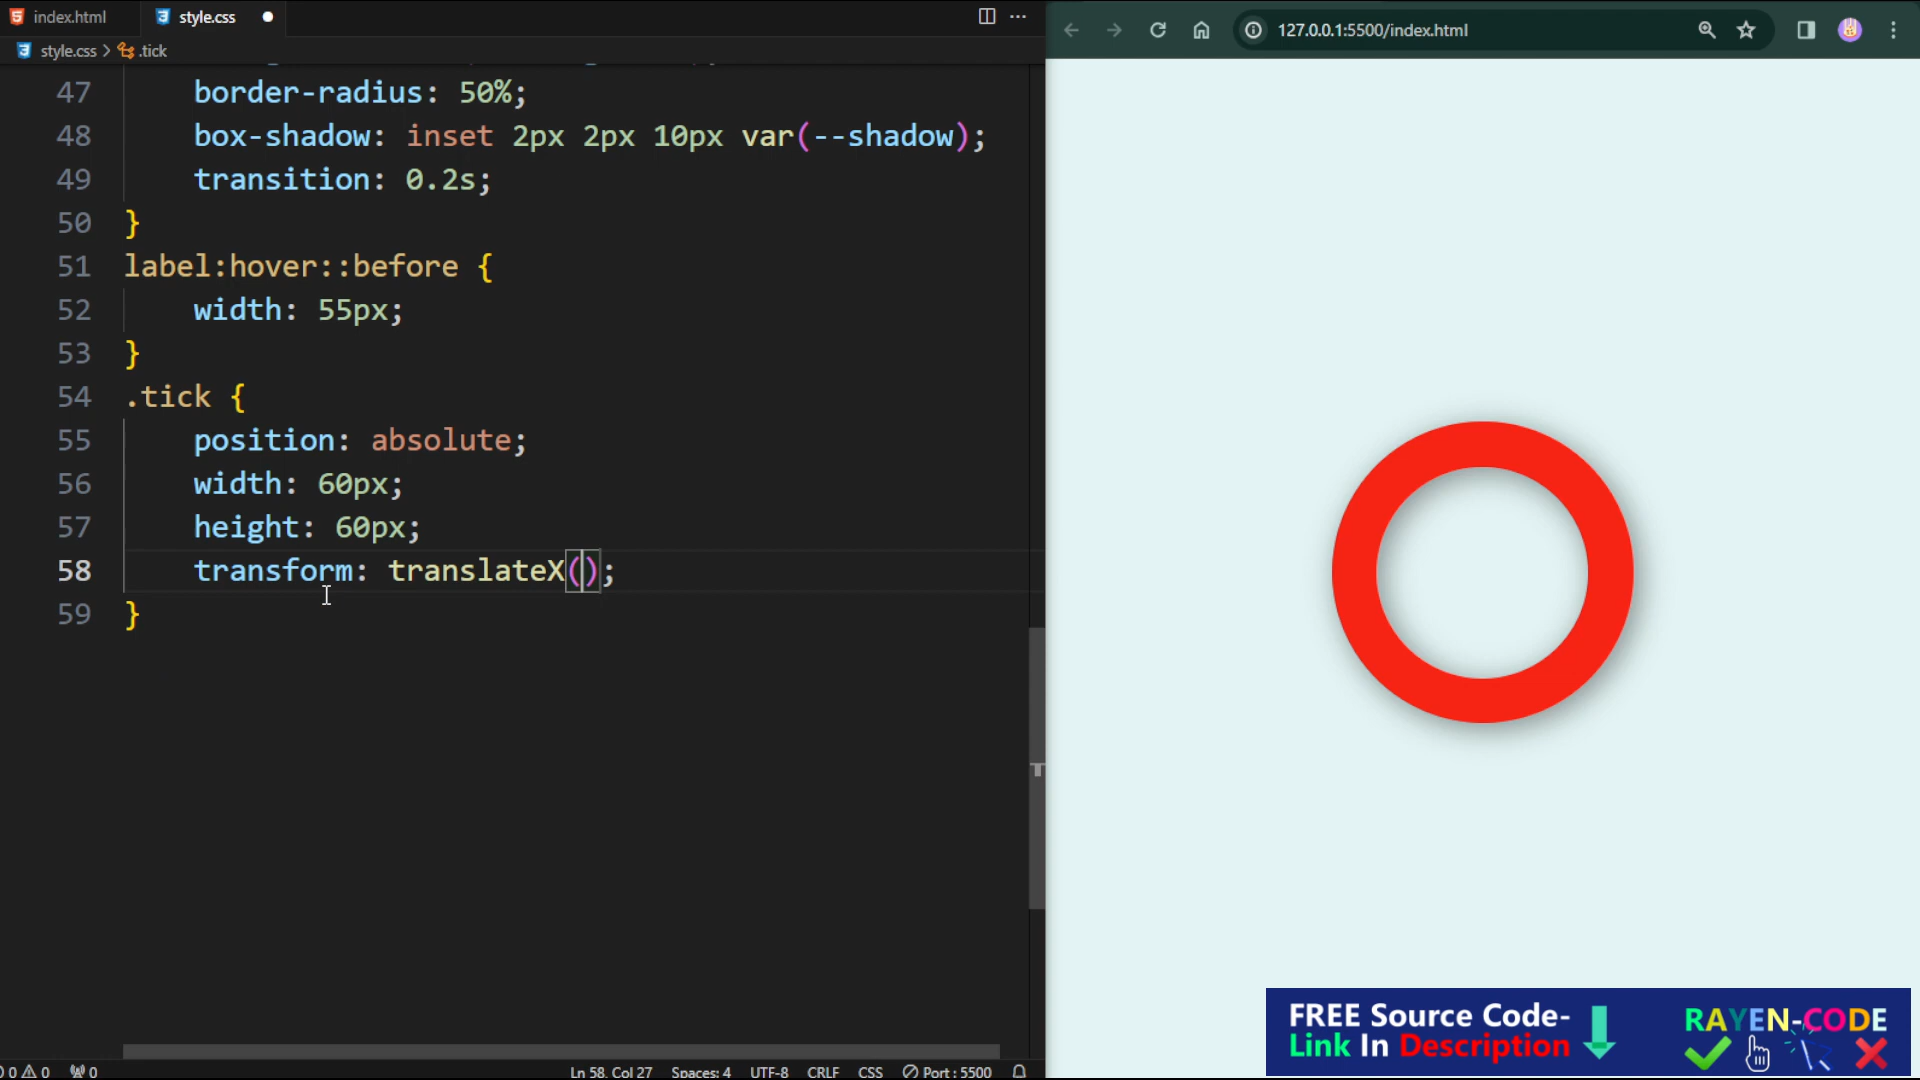 index.html
style.css
127.0.0.1:5500/index.html
style.css > .tick
47 border-radius: 50%;
48 box-shadow: inset 2px 2px 10px var(--shadow);
49 transition: 0.2s;
50 }
51 label:hover::before {
52 width: 55px;
53 }
54 .tick {
55 position: absolute;
56 width: 60px;
57 height: 60px;
58 transform: translateX();
59 }
FREE Source Code-
Link In Description
RAYEN-CODE
0 0 0
Ln 58, Col 27 Spaces: 4 UTF-8 CRLF CSS Port : 5500